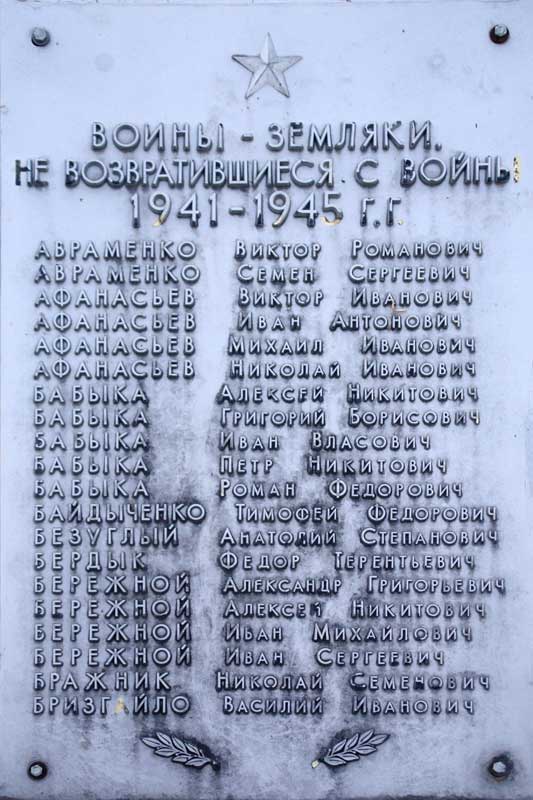 ВОИНЫ - ЗЕМЛЯКИ.
НЕ ВОЗВРАТИВШИЕСЯ С ВОЙНЫ
1941-1945 г.г.
АВРАМЕНКО ВИКТОР РОМАНОВИЧ
АВРАМЕНКО СЕМЕН СЕРГЕЕВИЧ
АФАНАСЬЕВ ВИКТОР ИВАНОВИЧ
АФАНАСЬЕВ ИВАН АНТОНОВИЧ
АФАНАСЬЕВ МИХАИЛ ИВАНОВИЧ
АФАНАСЬЕВ НИКОЛАЙ ИВАНОВИЧ
БАБЫКА АЛЕКСЕЙ НИКИТОВИЧ
БАБЫКА ГРИГОРИЙ БОРИСОВИЧ
БАБЫКА ИВАН ВЛАСОВИЧ
БАБЫКА ПЕТР НИКИТОВИЧ
БАБЫКА РОМАН ФЕДОРОВИЧ
БАЙДЫЧЕНКО ТИМОФЕЙ ФЕДОРОВИЧ
БЕЗУГЛЫЙ АНАТОЛИЙ СТЕПАНОВИЧ
БЕРДЫК ФЕДОР ТЕРЕНТЬЕВИЧ
БЕРЕЖНОЙ АЛЕКСАНДР ГРИГОРЬЕВИЧ
БЕРЕЖНОЙ АЛЕКСЕЙ НИКИТОВИЧ
БЕРЕЖНОЙ ИВАН МИХАЙЛОВИЧ
БЕРЕЖНОЙ ИВАН СЕРГЕЕВИЧ
БРАЖНИК НИКОЛАЙ СЕМЕНОВИЧ
БРИЗГАЙЛО ВАСИЛИЙ ИВАНОВИЧ